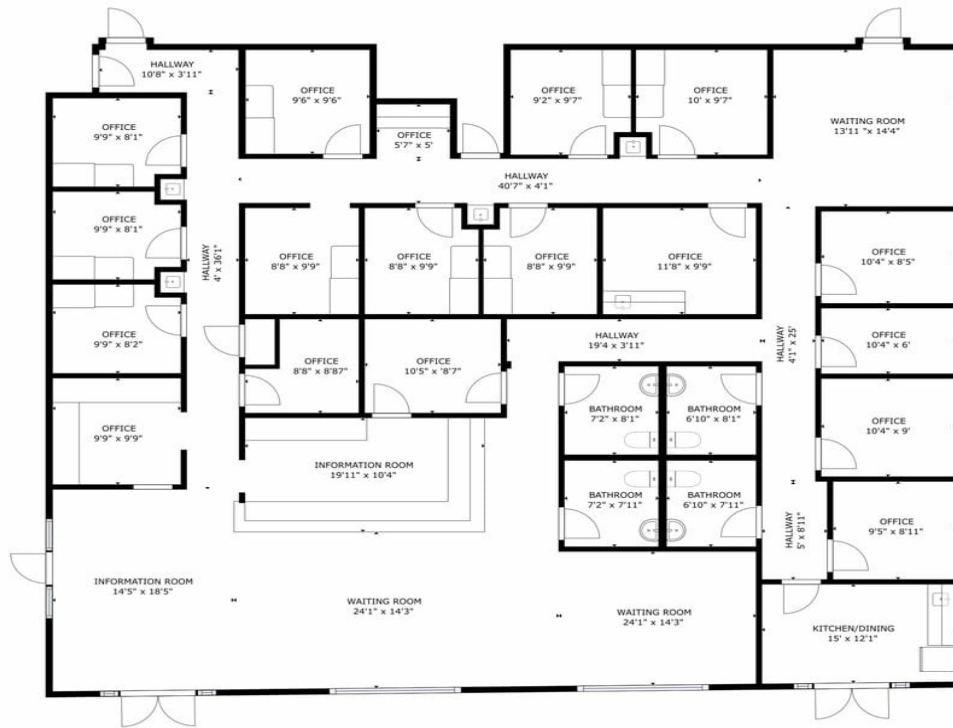 HALLWAY
10'8" x 3'11"
OFFICE
9'6" x 9'6"
OFFICE
9'2" x 9'7"
OFFICE
10' x 9'7"
WAITING ROOM
13'11 "x 14'4"
OFFICE
9'9" x 8'1"
OFFICE
5'7" x 5'
HALLWAY
40'7" x 4'1"
OFFICE
9'9" x 8'1"
HALLWAY
4' x 36'1"
OFFICE
8'8" x 9'9"
OFFICE
8'8" x 9'9"
OFFICE
8'8" x 9'9"
OFFICE
11'8" x 9'9"
OFFICE
10'4" x 8'5"
OFFICE
9'9" x 8'2"
OFFICE
8'8" x 8'87"
OFFICE
10'5" x '8'7"
HALLWAY
19'4 x 3'11"
HALLWAY
4'1" x 25'
OFFICE
10'4" x 6'
OFFICE
9'9" x 9'9"
BATHROOM
7'2" x 8'1"
BATHROOM
6'10" x 8'1"
OFFICE
10'4" x 9'
INFORMATION ROOM
19'11" x 10'4"
BATHROOM
7'2" x 7'11"
BATHROOM
6'10" x 7'11"
HALLWAY
5' x 8'11"
OFFICE
9'5" x 8'11"
INFORMATION ROOM
14'5" x 18'5"
WAITING ROOM
24'1" x 14'3"
WAITING ROOM
24'1" x 14'3"
KITCHEN/DINING
15' x 12'1"